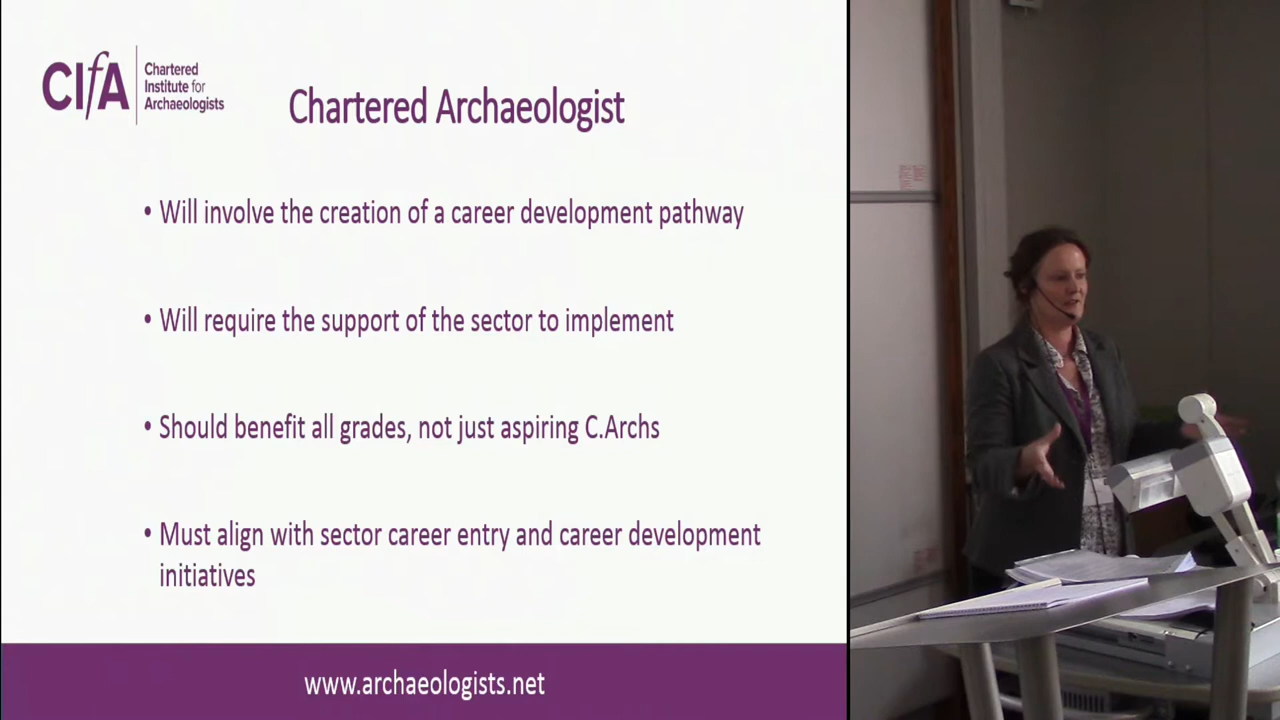 CIfA
Chartered
Institute for
Archaeologists
Chartered Archaeologist
• Will involve the creation of a career development pathway
• Will require the support of the sector to implement
• Should benefit all grades, not just aspiring C.Archs
• Must align with sector career entry and career development
initiatives
www.archaeologists.net